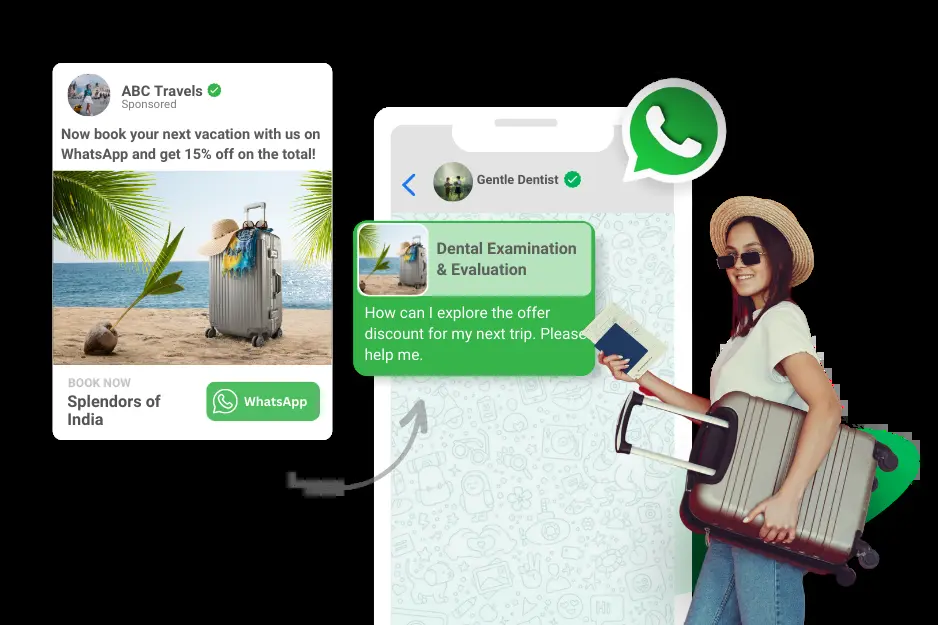 ABC Travels
Sponsored
Now book your next vacation with us on
WhatsApp and get 15% off on the total!
BOOK NOW
Splendors of
India
WhatsApp
Gentle Dentist
Dental Examination
& Evaluation
How can I explore the offer
discount for my next trip. Please
help me.